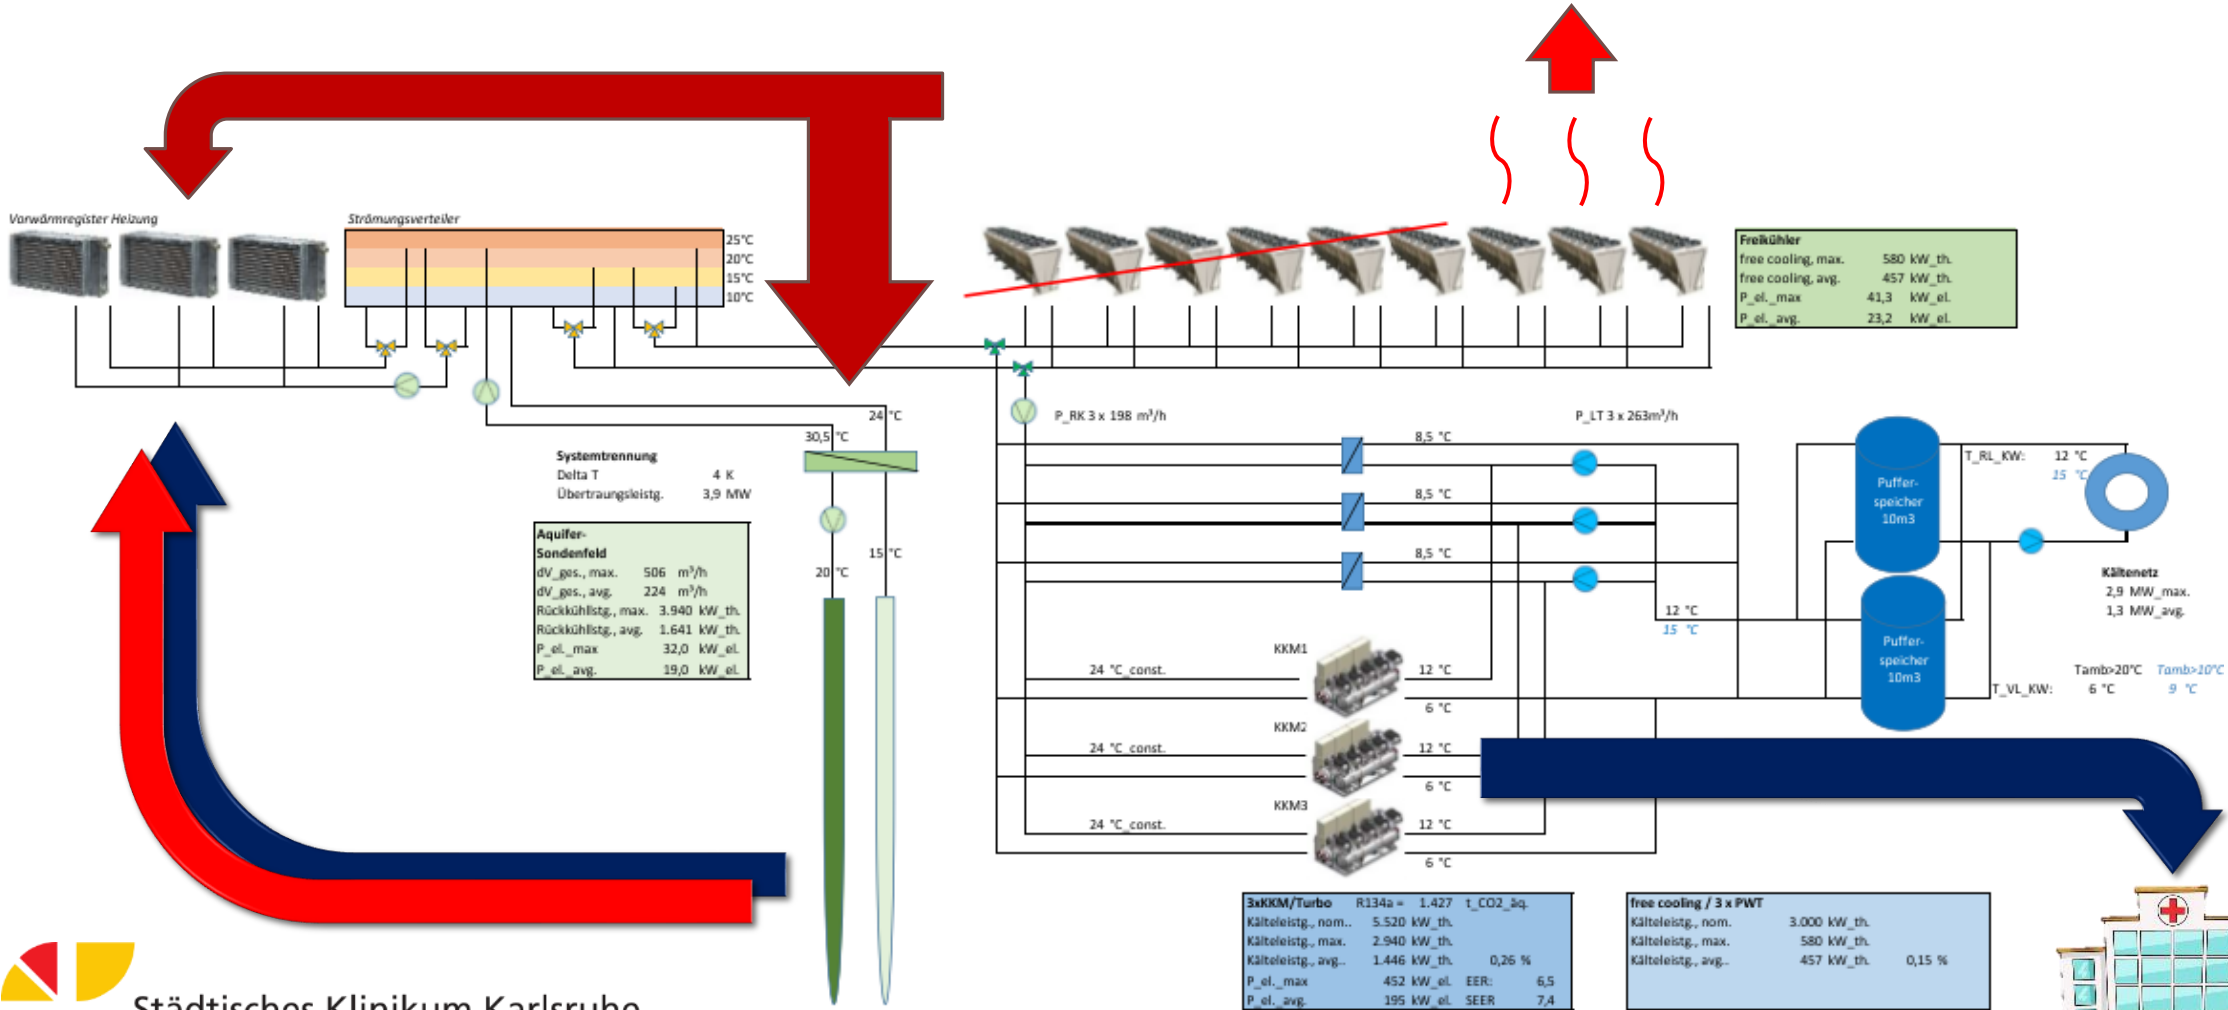 Vorwärmregister Heizung
Strömungsverteiler
25°C
20°C
15°C
10°C
Freikühler
free cooling, max. 580 kW_th.
free cooling, avg. 457 kW_th.
P_el._max 41,3 kW_el.
P_el._avg. 23,2 kW_el.
24 °C
30,5 °C
P_RK 3 x 198 m³/h
P_LT 3 x 263m³/h
Systemtrennung
Delta T 4 K
Übertraungsleistg. 3,9 MW
Aquifer-
Sondenfeld
dV_ges., max. 506 m³/h
dV_ges., avg. 224 m³/h
Rückkühllstg., max. 3.940 kW_th.
Rückkühllstg., avg. 1.641 kW_th.
P_el._max 32,0 kW_el.
P_el._avg. 19,0 kW_el.
15 °C
20 °C
8,5 °C
8,5 °C
8,5 °C
12 °C
15 °C
Puffer-
speicher
10m3
Puffer-
speicher
10m3
T_RL_KW: 12 °C
15 °C
Kältenetz
2,9 MW_max.
1,3 MW_avg.
Tamb>20°C Tamb>10°C
T_VL_KW: 6 °C 9 °C
KKM1
24 °C_const. 12 °C
6 °C
KKM2
24 °C_const. 12 °C
6 °C
KKM3
24 °C_const. 12 °C
6 °C
3xKKM/Turbo R134a = 1.427 t_CO2_äq.
Kälteleistg., nom.. 5.520 kW_th.
Kälteleistg., max. 2.940 kW_th.
Kälteleistg., avg.. 1.446 kW_th. 0,26 %
P_el._max 452 kW_el. EER: 6,5
P_el._avg. 195 kW_el. SEER 7,4
free cooling / 3 x PWT
Kälteleistg., nom. 3.000 kW_th.
Kälteleistg., max. 580 kW_th.
Kälteleistg., avg.. 457 kW_th. 0,15 %
Städtisches Klinikum Karlsruhe